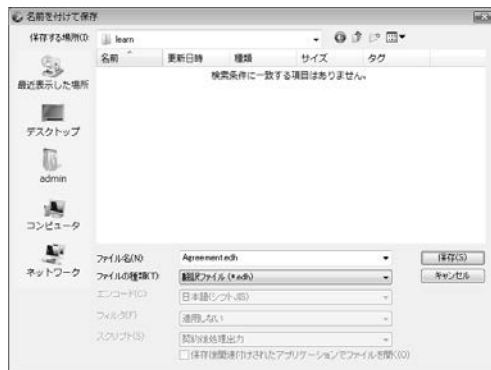 名前を付けて保存
保存する場所(I):
learn
名前 更新日時 種類 サイズ タグ
検索条件に一致する項目はありません。
最近表示した場所
デスクトップ
admin
コンピュータ
ネットワーク
ファイル名(N)
Agreement.edh
保存(S)
ファイルの種類(T)
翻訳ファイル (*.edh)
キャンセル
エンコード(C)
日本語(シフトJIS)
フィルタ(F)
適用しない
スクリプト(S)
契約後処理出力
保存後関連付けされたアプリケーションでファイルを開く(O)